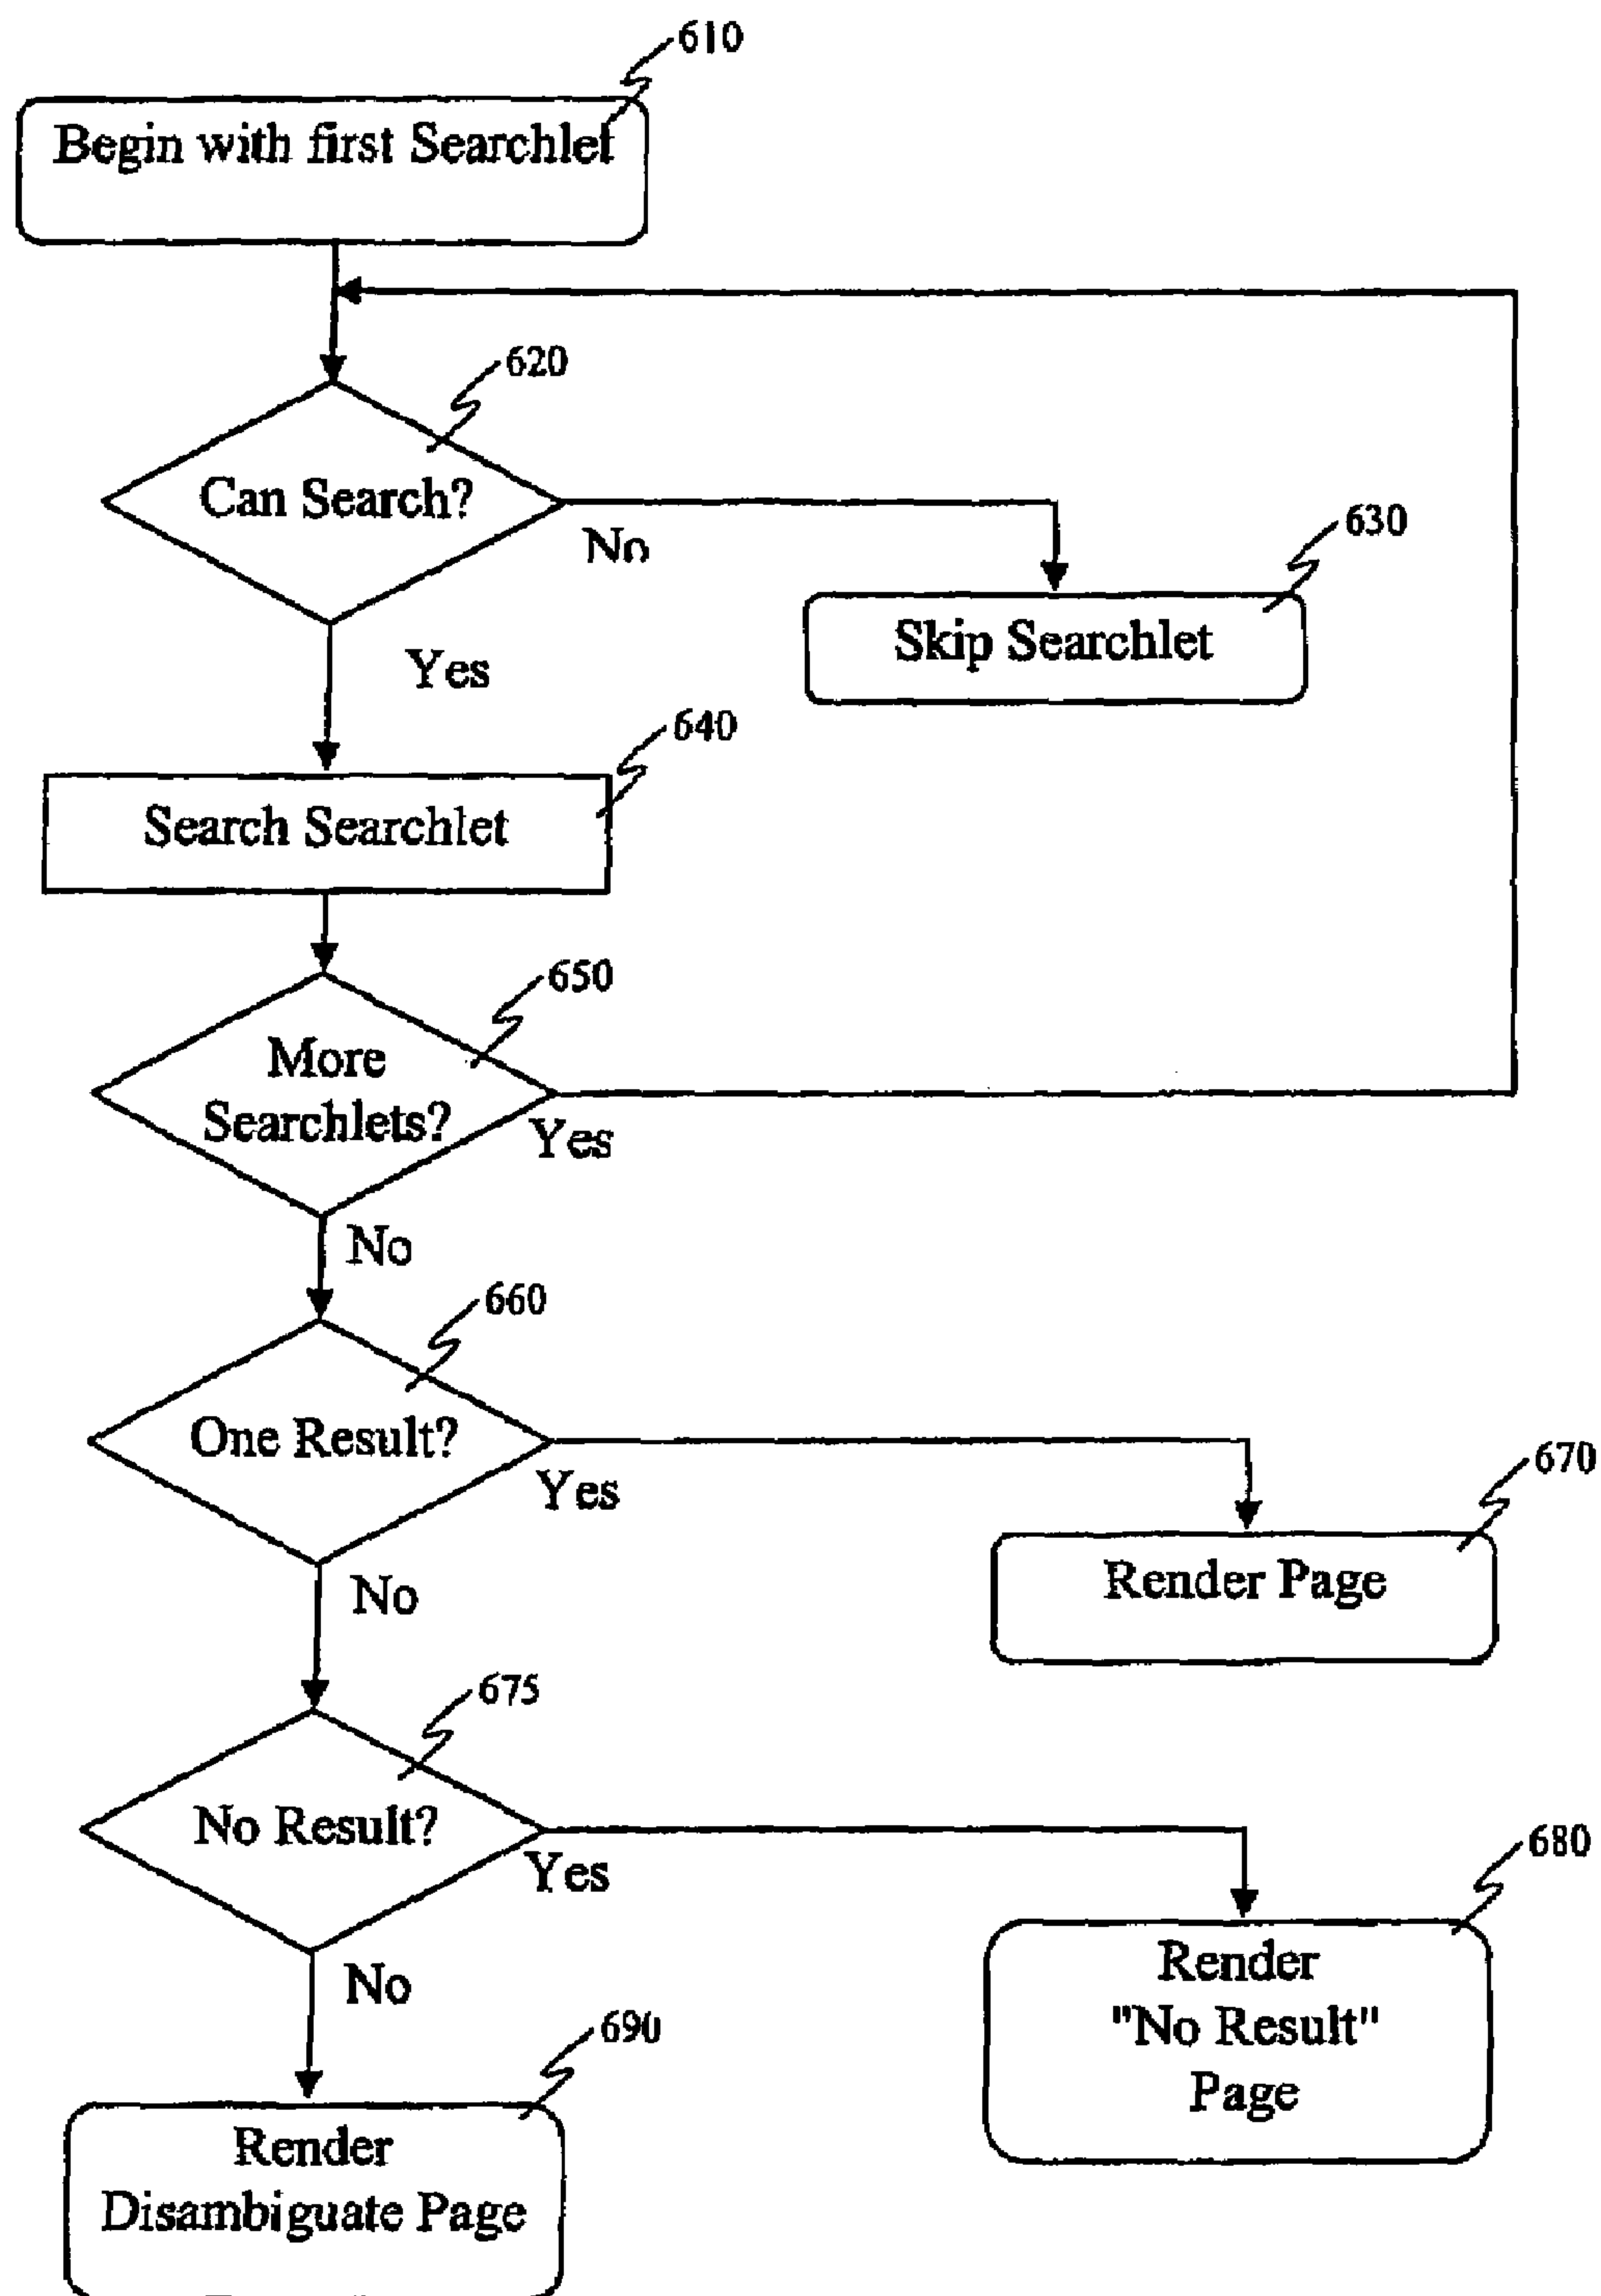 610
Begin with first Searchlet
620
Can Search?
No
630
Skip Searchlet
Yes
640
Search Searchlet
650
More
Searchlets?
Yes
No
660
One Result?
Yes
670
Render Page
No
675
No Result?
Yes
680
Render
"No Result"
Page
No
690
Render
Disambiguate Page